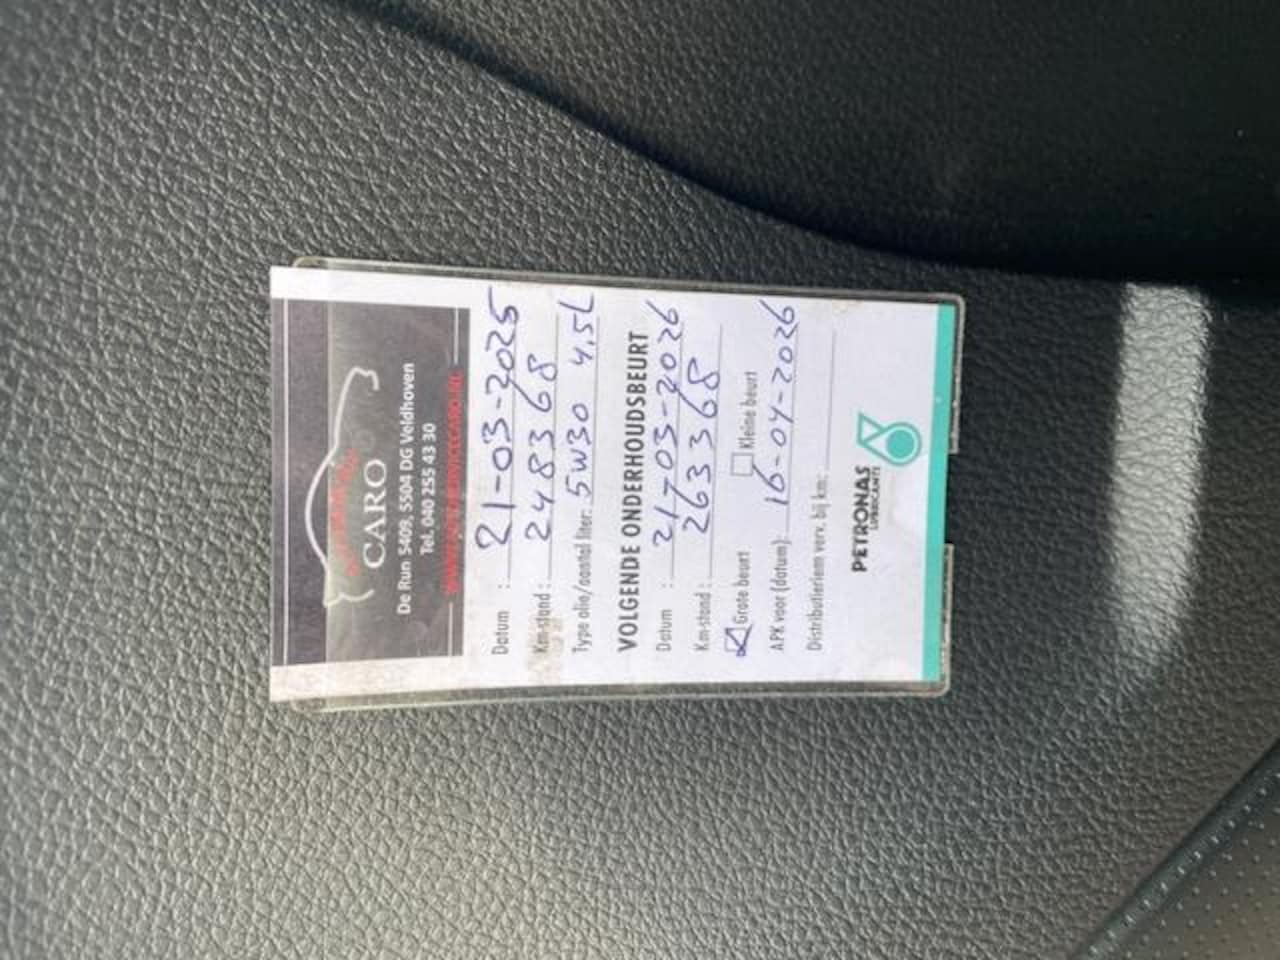 CARO
De Run 5409, 5504 DG Veldhoven
Tel. 040 255 43 30
Datum : 21-03-2025
Km-stand : 248368
Type olie/aantal liter: 5W30 4,5L
VOLGENDE ONDERHOUDSBEURT
Datum : 21-03-2026
Km-stand : 263368
Grote beurt Kleine beurt
APK voor (datum): 16-04-2026
Distributieriem verv. bij km:
PETRONAS
LUBRICANTS